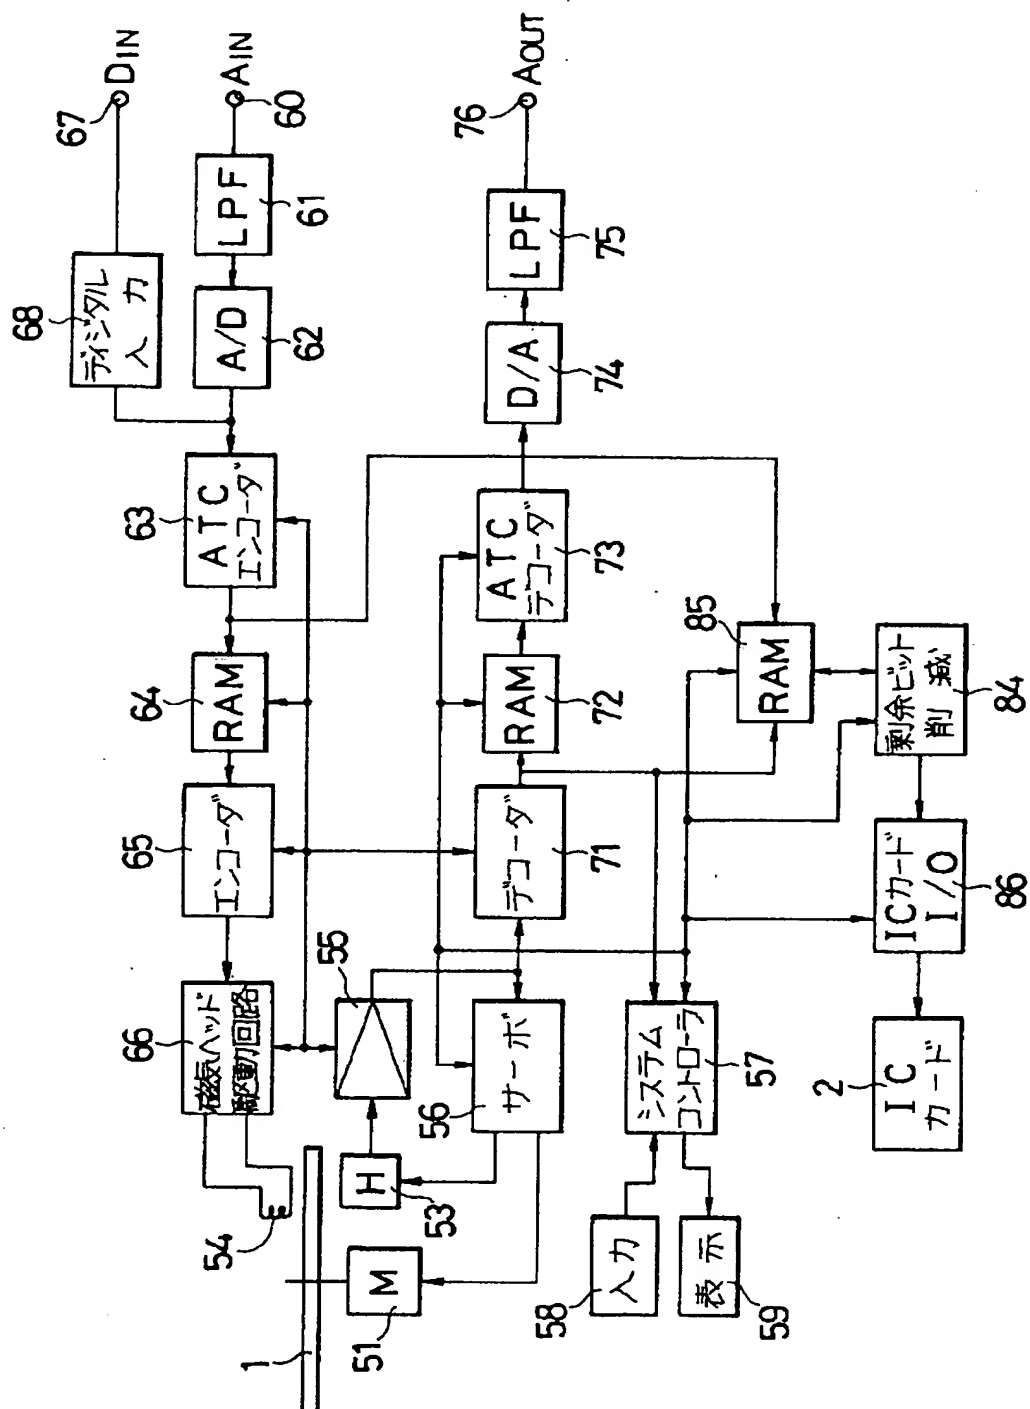 1
51
M
54
53
H
66
磁気ヘッド
駆動回路
55
65
エンコーダ
64
RAM
63
ATC
エンコーダ
62
A/D
61
LPF
60
AIN
68
ディジタル
入力
67
DIN
56
サーボ
71
デコーダ
72
RAM
73
ATC
デコーダ
74
D/A
75
LPF
76
AOUT
58
入力
59
表示
57
システム
コントローラ
85
RAM
84
剰余ビット
削減
86
ICカード
I/O
2
IC
カード